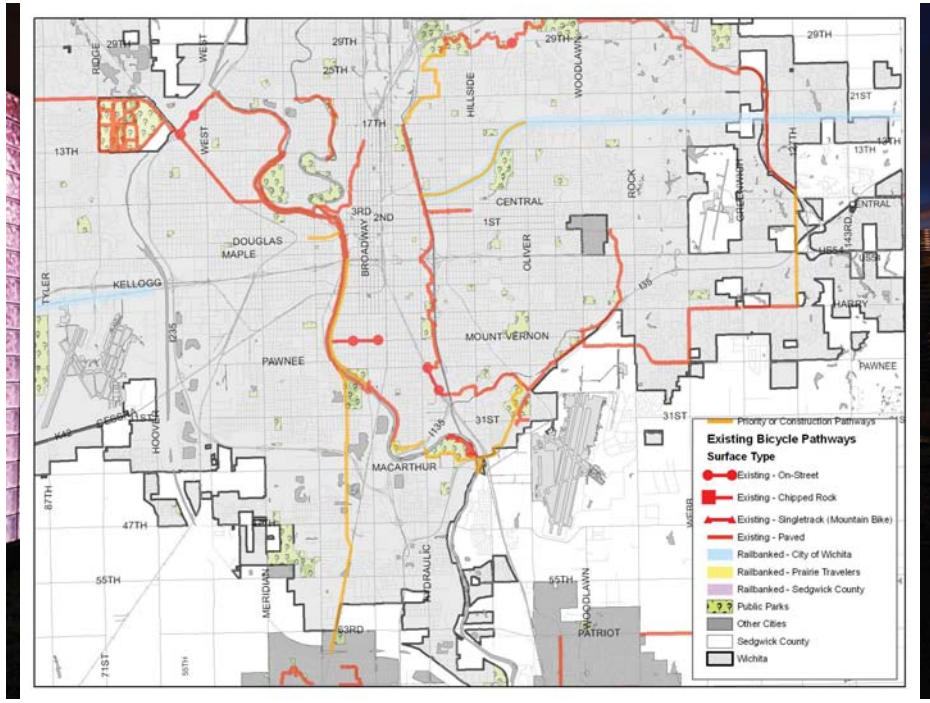 29TH
29TH
29TH
RIDGE
WEST
25TH
HILLSIDE
WOODLAWN
21ST
17TH
13TH
WEST
127TH
13TH
13TH
ROCK
GREENWICH
CENTRAL
CENTRAL
3RD
2ND
1ST
143RD
DOUGLAS
MAPLE
BROADWAY
OLIVER
US54
US54
TYLER
KELLOGG
I35
HARRY
I235
MOUNT VERNON
PAWNEE
PAWNEE
31ST
K42
HOOVER
31ST
31ST
I135
MACARTHUR
87TH
WEBB
47TH
55TH
MERIDIAN
HYDRAULIC
55TH
WOODLAWN
63RD
PATRIOT
71ST
55TH
Priority or Construction Pathways
Existing Bicycle Pathways
Surface Type
Existing - On-Street
Existing - Chipped Rock
Existing - Singletrack (Mountain Bike)
Existing - Paved
Railbanked - City of Wichita
Railbanked - Prairie Travelers
Railbanked - Sedgwick County
Public Parks
Other Cities
Sedgwick County
Wichita